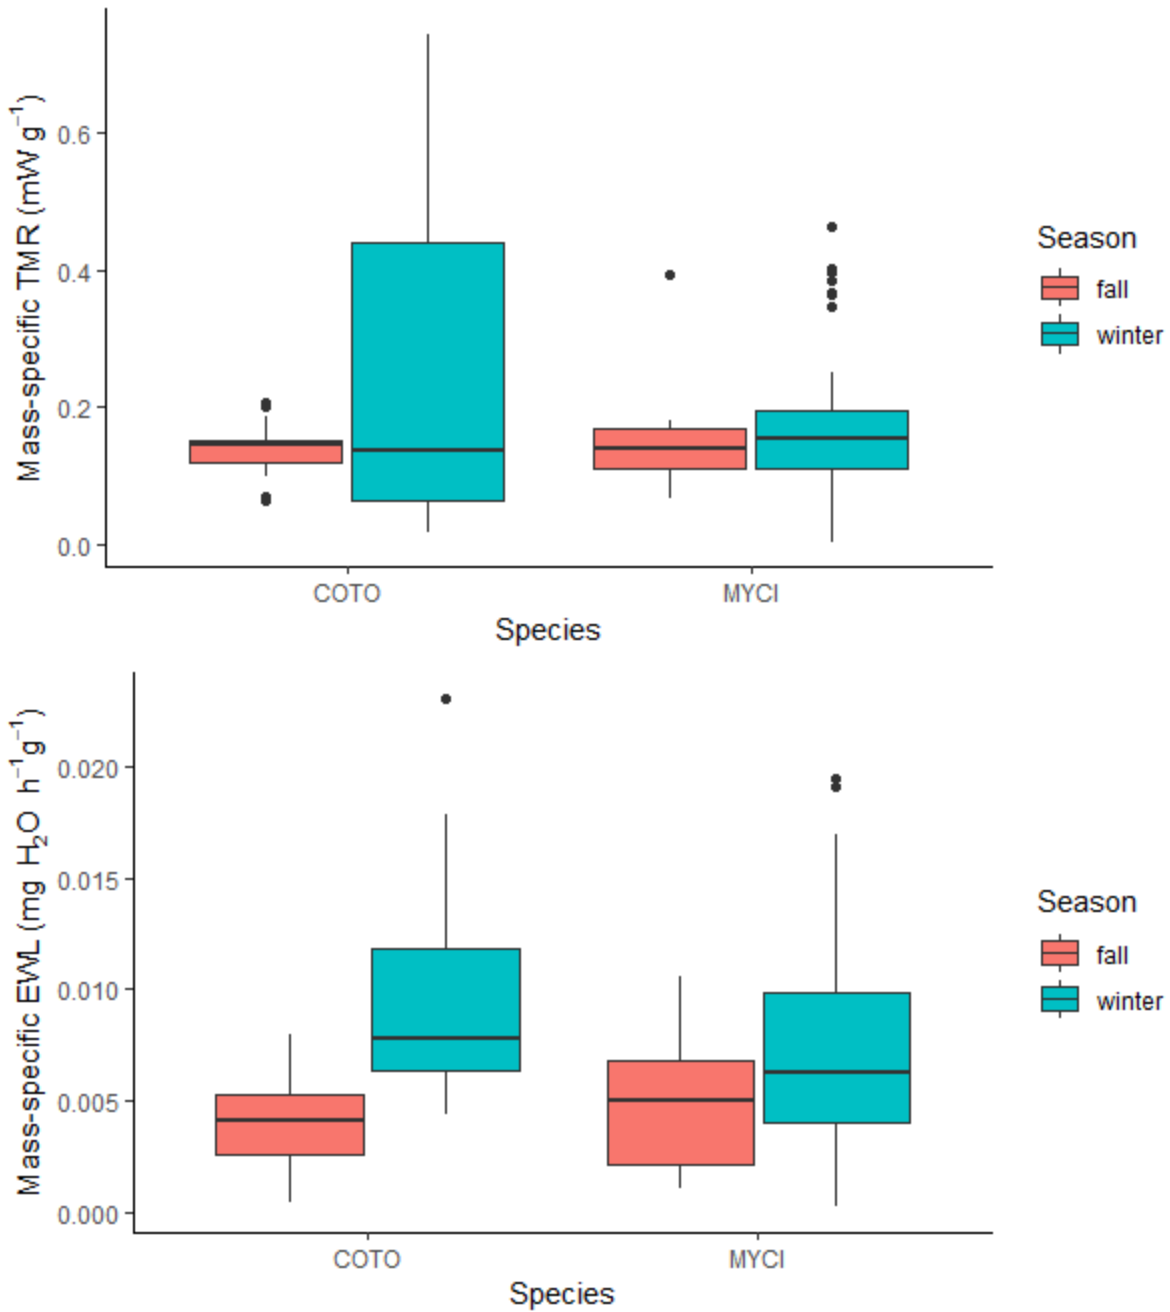 Mass-specific TMR (mW g⁻¹)
0.6
0.4
0.2
0.0
COTO MYCI
Species
Season
fall
winter
Mass-specific EWL (mg H₂O h⁻¹g⁻¹)
0.020
0.015
0.010
0.005
0.000
COTO MYCI
Species
Season
fall
winter